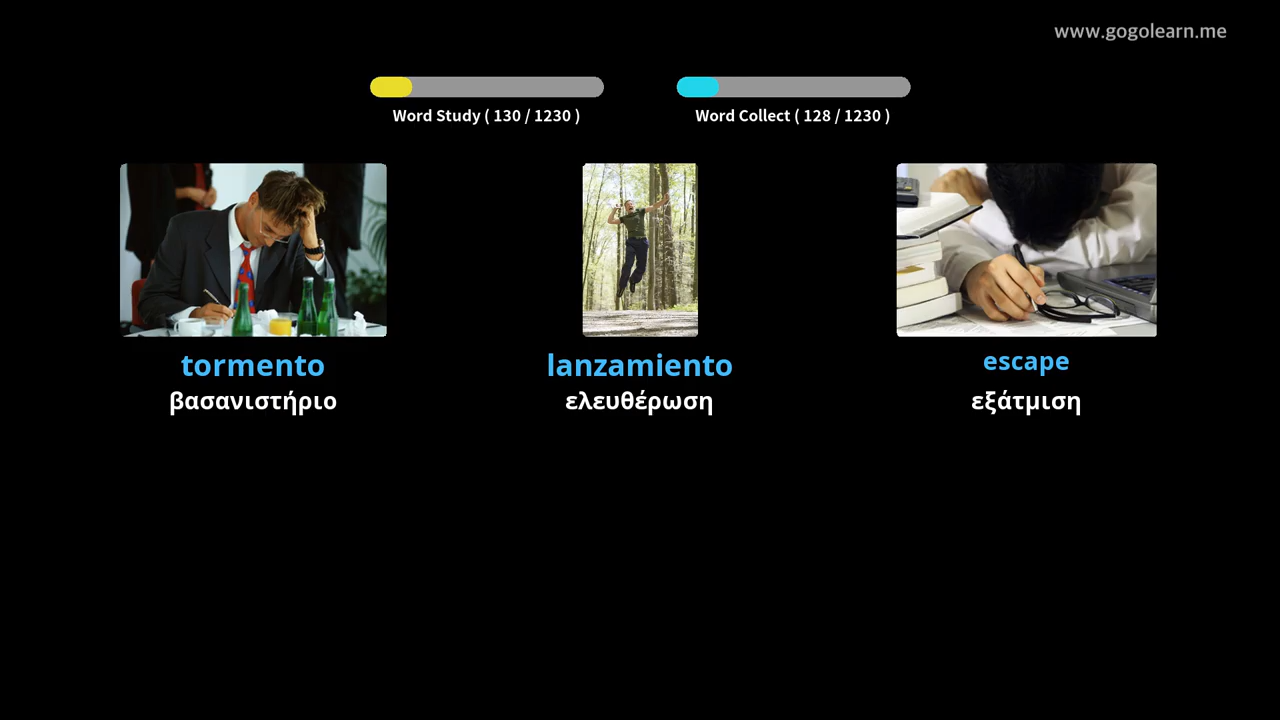 www.gogolearn.me
Word Study ( 130 / 1230 )
Word Collect ( 128 / 1230 )
tormento
βασανιστήριο
lanzamiento
ελευθέρωση
escape
εξάτμιση